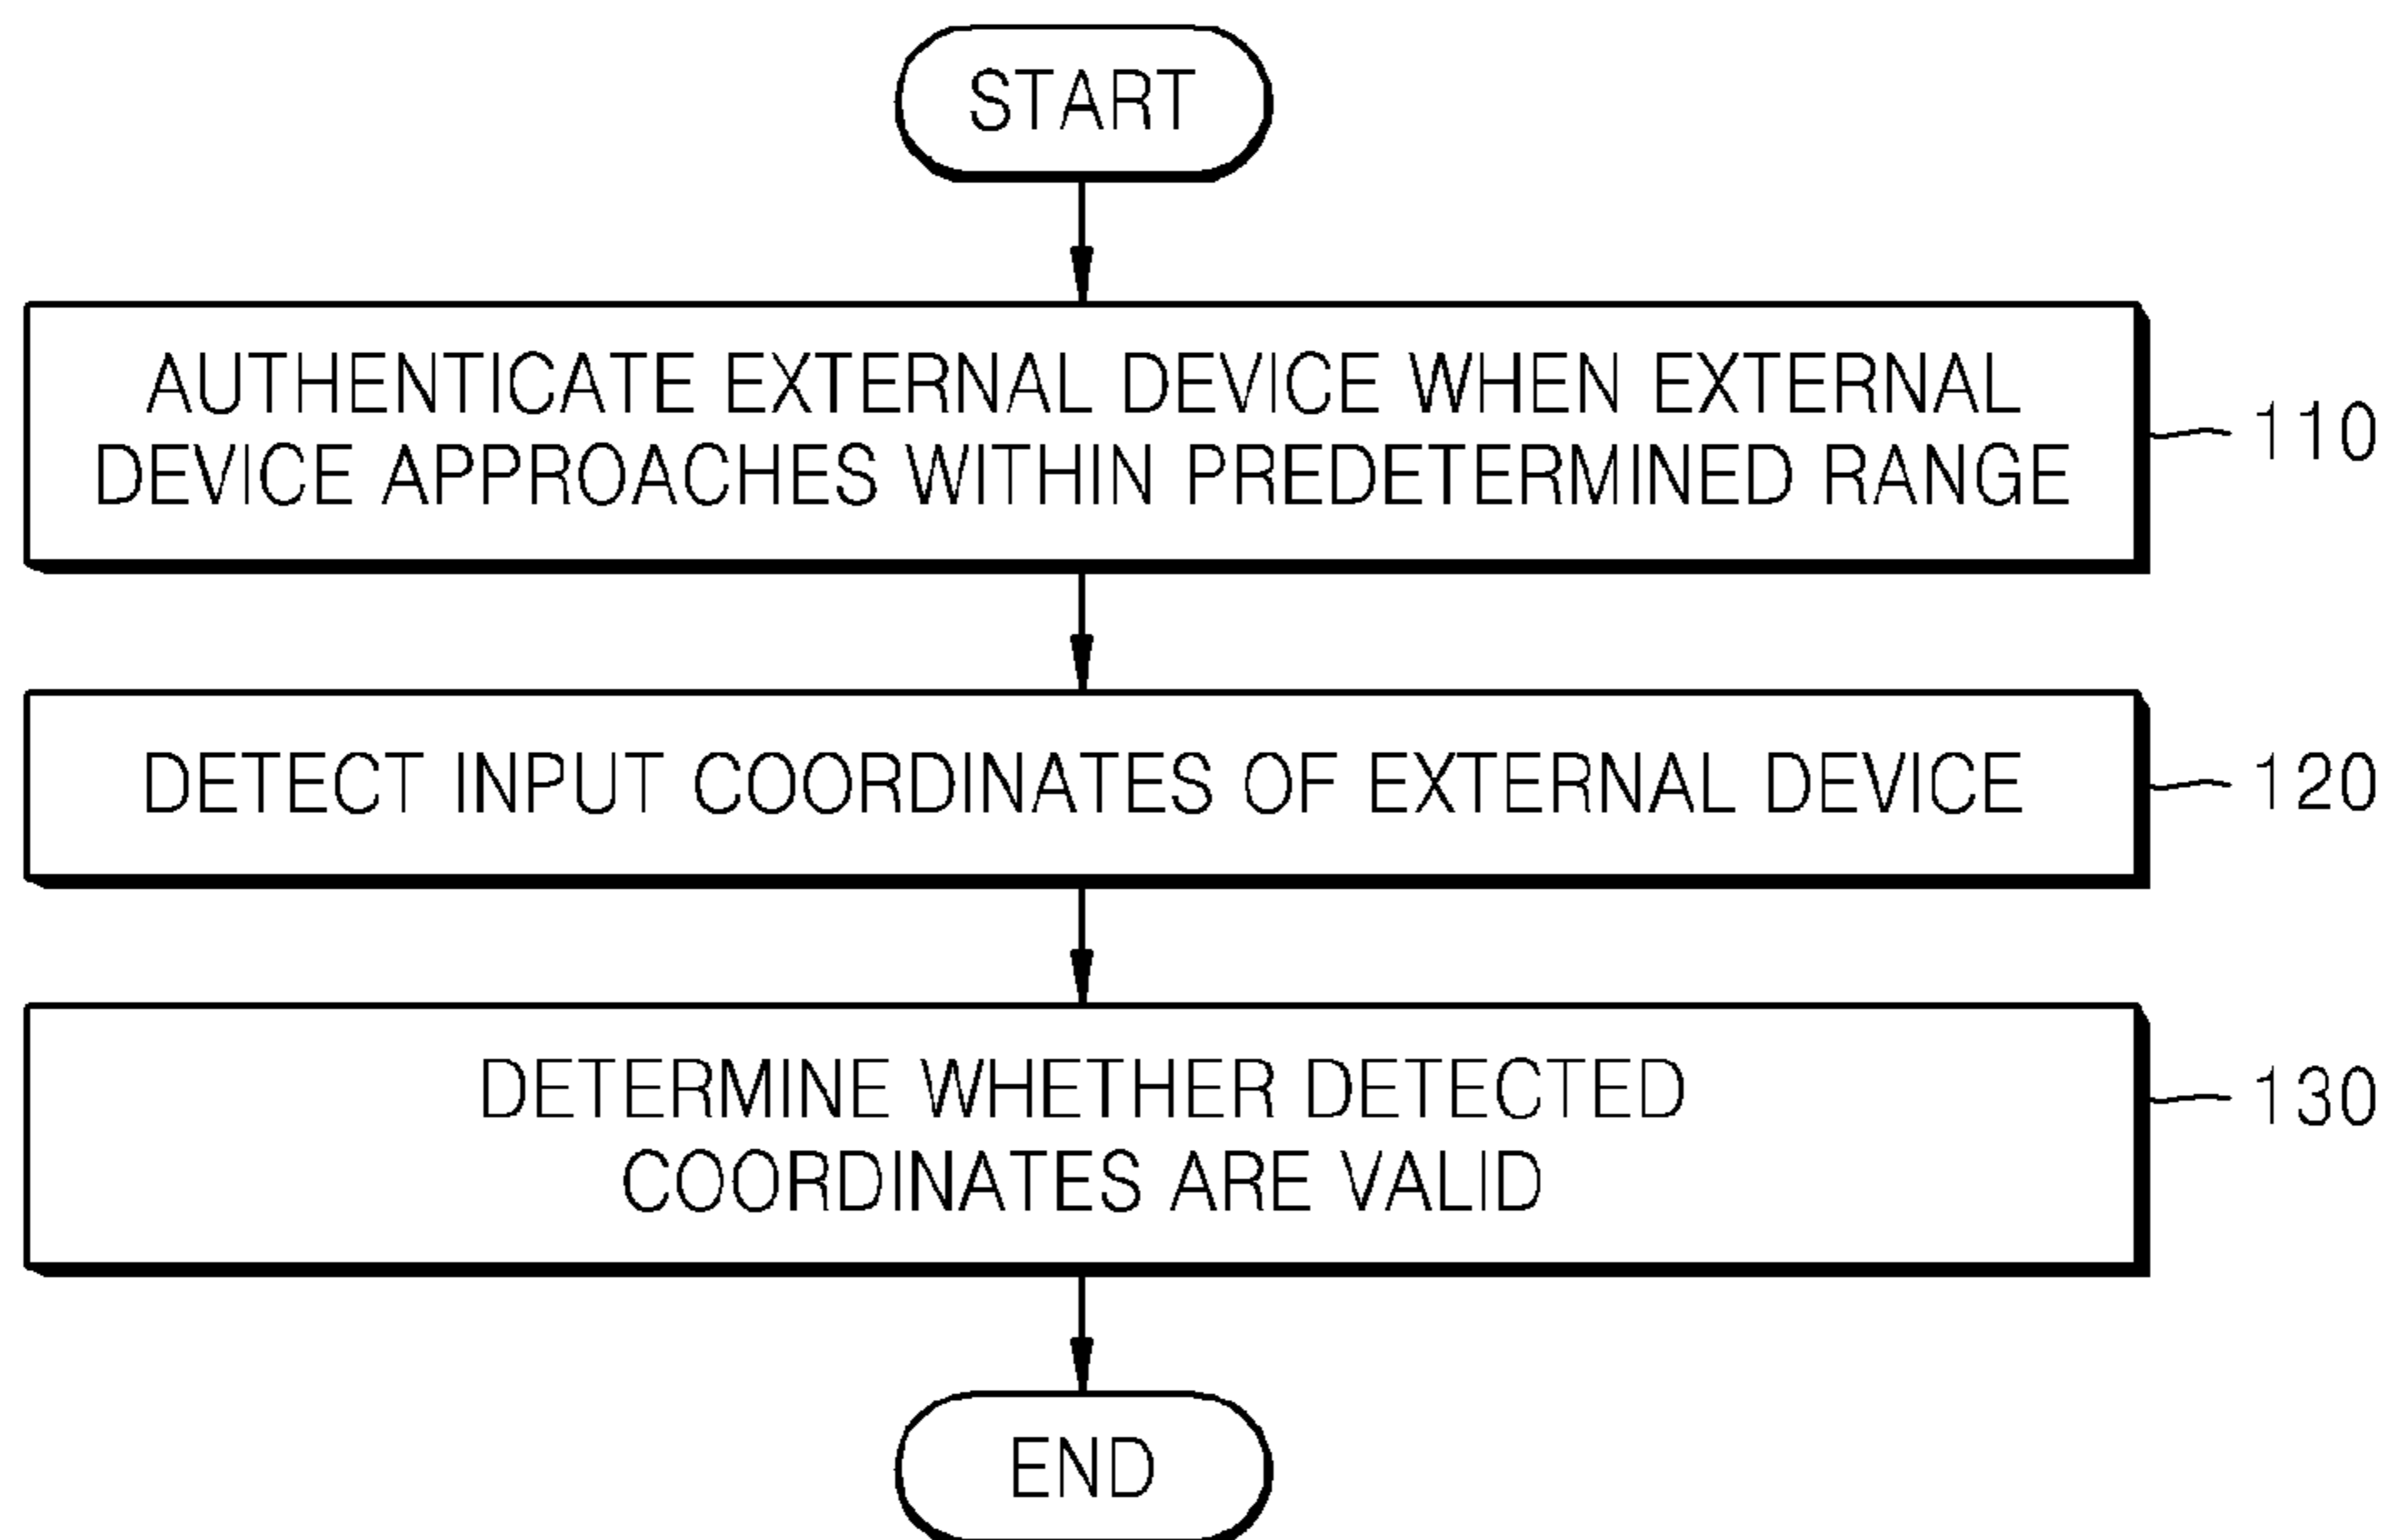 START
AUTHENTICATE EXTERNAL DEVICE WHEN EXTERNAL
DEVICE APPROACHES WITHIN PREDETERMINED RANGE
110
DETECT INPUT COORDINATES OF EXTERNAL DEVICE
120
DETERMINE WHETHER DETECTED
COORDINATES ARE VALID
130
END